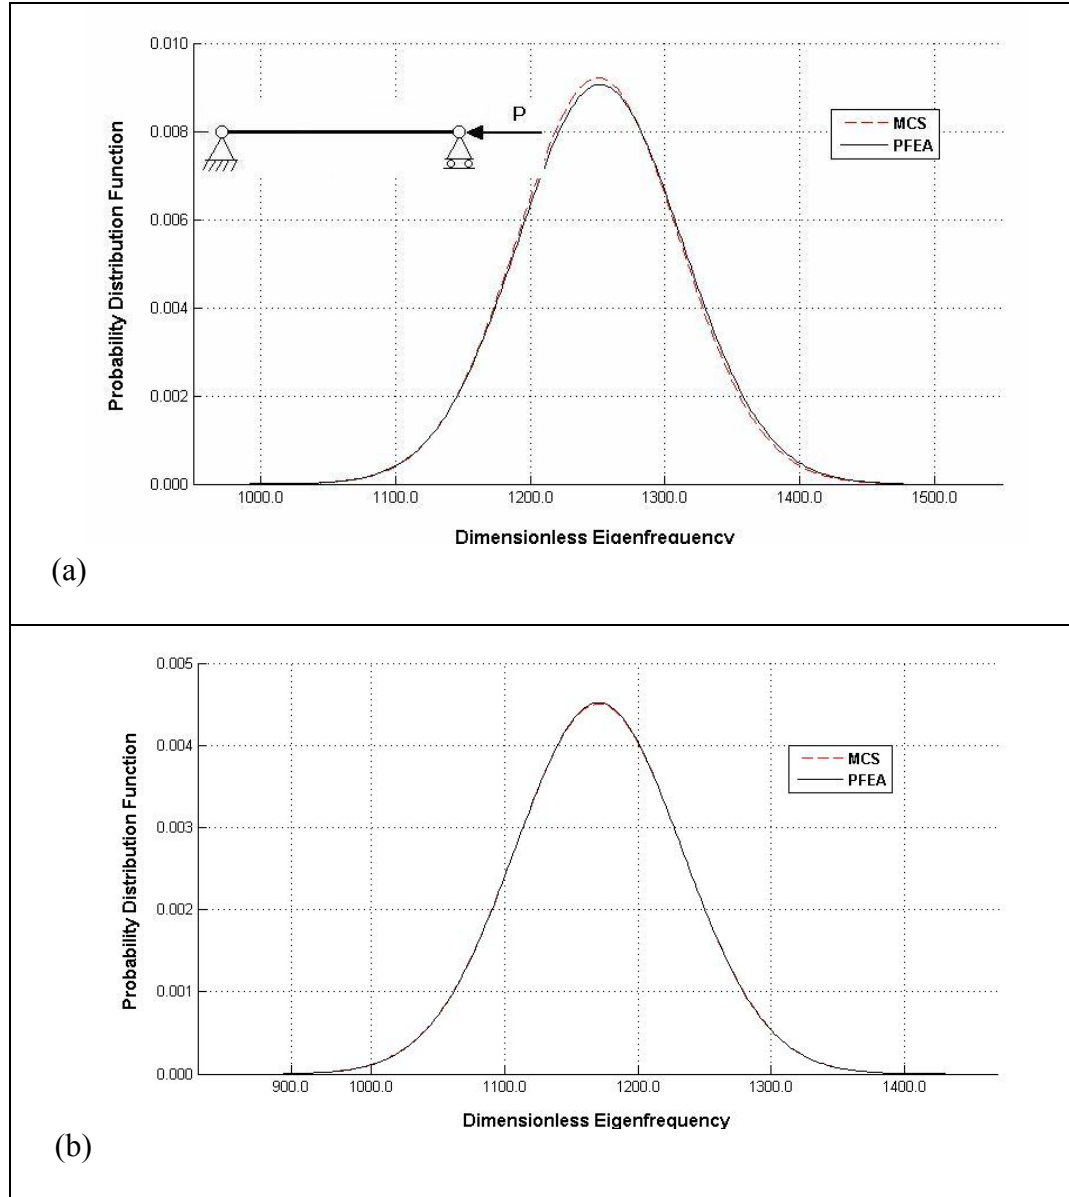 0.010
P
0.008
MCS
PFEA
0.006
0.004
0.002
0.000
1000.0 1100.0 1200.0 1300.0 1400.0 1500.0
Probability Distribution Function
Dimensionless Eigenfrequency
(a)
0.005
0.004
MCS
PFEA
0.003
0.002
0.001
0.000
900.0 1000.0 1100.0 1200.0 1300.0 1400.0
Probability Distribution Function
Dimensionless Eigenfrequency
(b)